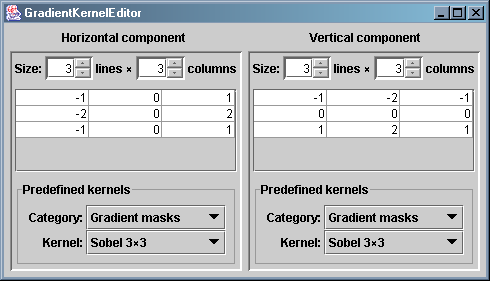 GradientKernelEditor
Horizontal component
Size: 3 lines × 3 columns
-1 0 1
-2 0 2
-1 0 1
Predefined kernels
Category: Gradient masks
Kernel: Sobel 3×3
Vertical component
Size: 3 lines × 3 columns
-1 -2 -1
0 0 0
1 2 1
Predefined kernels
Category: Gradient masks
Kernel: Sobel 3×3